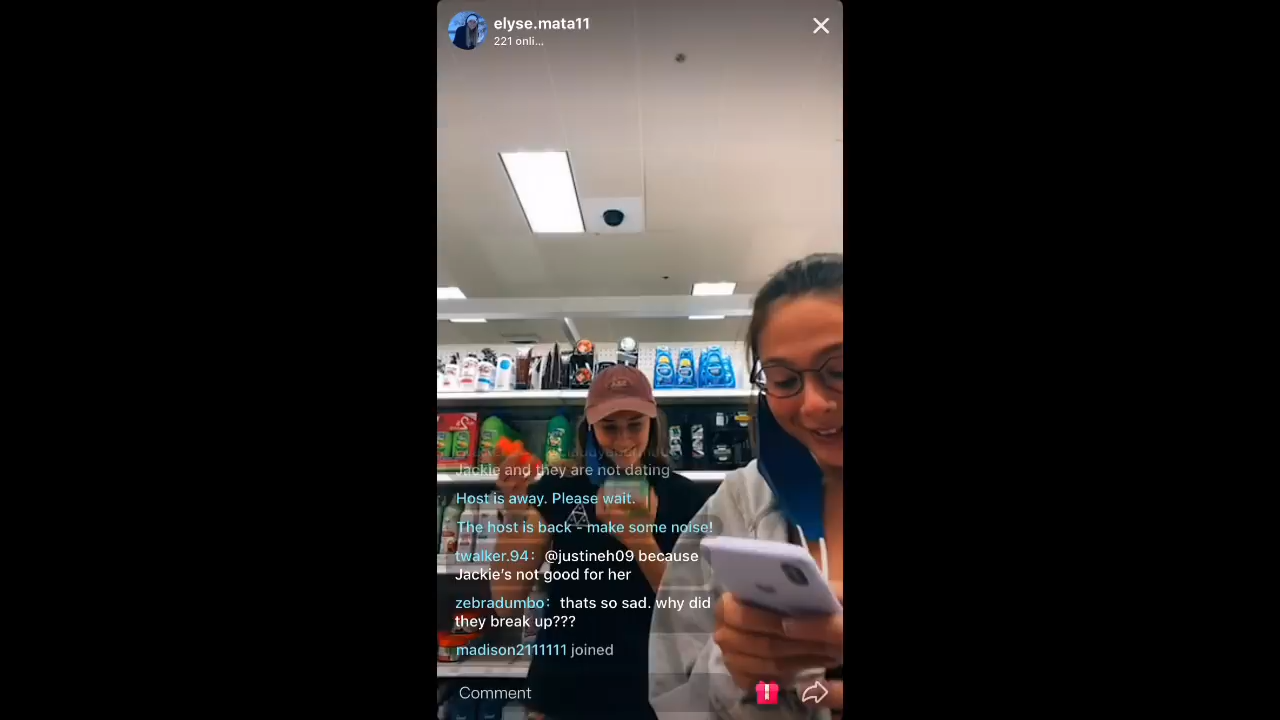 elyse.mata11
221 onli...
Jackie and they are not dating
Host is away. Please wait.
The host is back - make some noise!
twalker.94: @justineh09 because
Jackie's not good for her
zebradumbo: thats so sad. why did
they break up???
madison2111111 joined
Comment